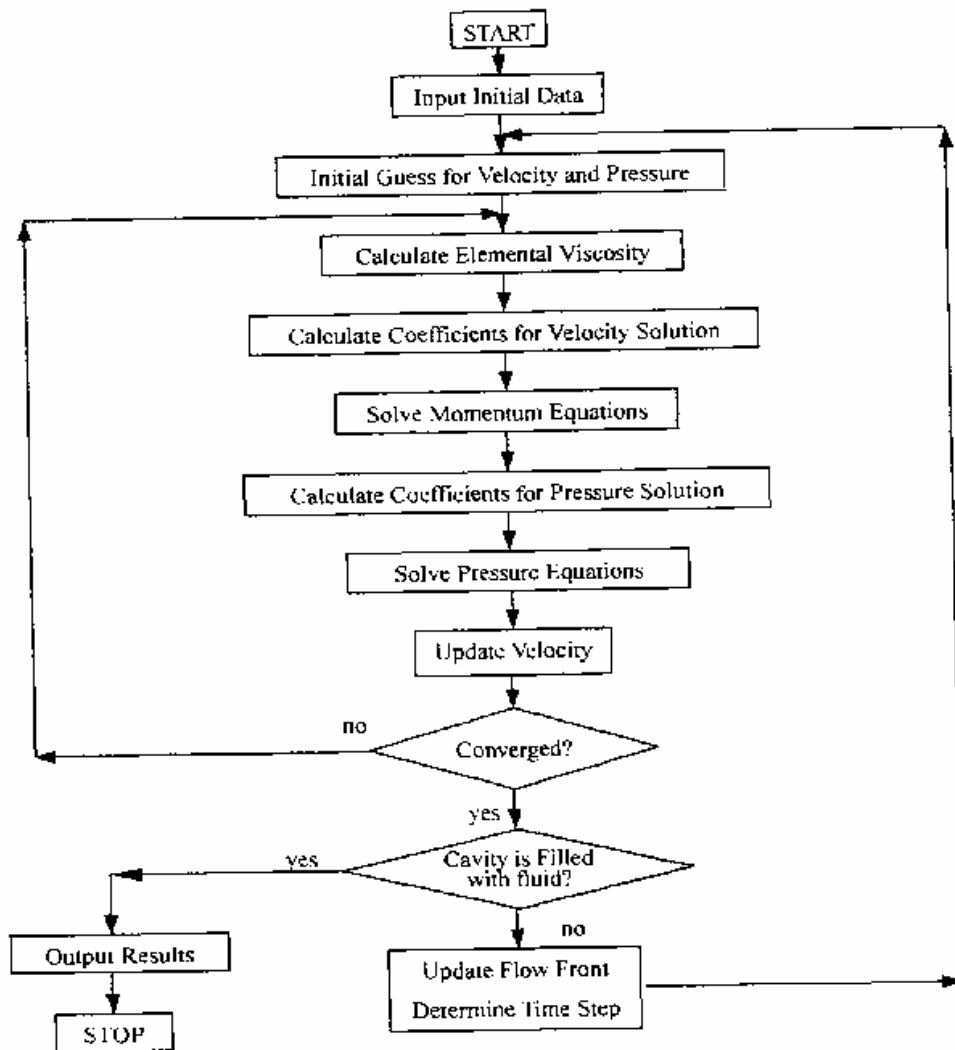 START
Input Initial Data
Initial Guess for Velocity and Pressure
Calculate Elemental Viscosity
Calculate Coefficients for Velocity Solution
Solve Momentum Equations
Calculate Coefficients for Pressure Solution
Solve Pressure Equations
Update Velocity
no
Converged?
yes
yes
Cavity is Filled
with fluid?
no
Output Results
Update Flow Front
Determine Time Step
STOP